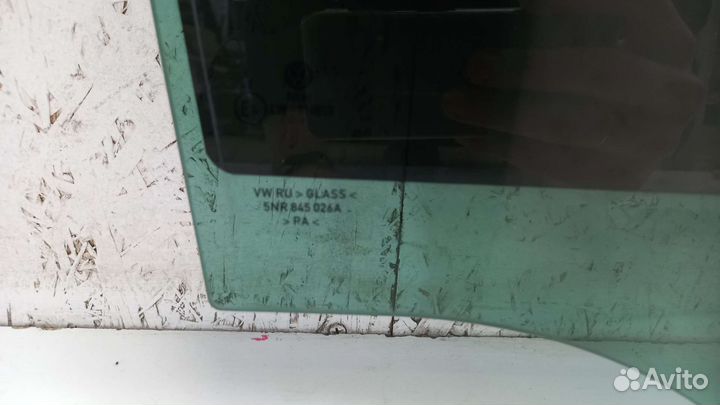 VW RU > GLASS <
5NR 845 026A
> PA <
Avito